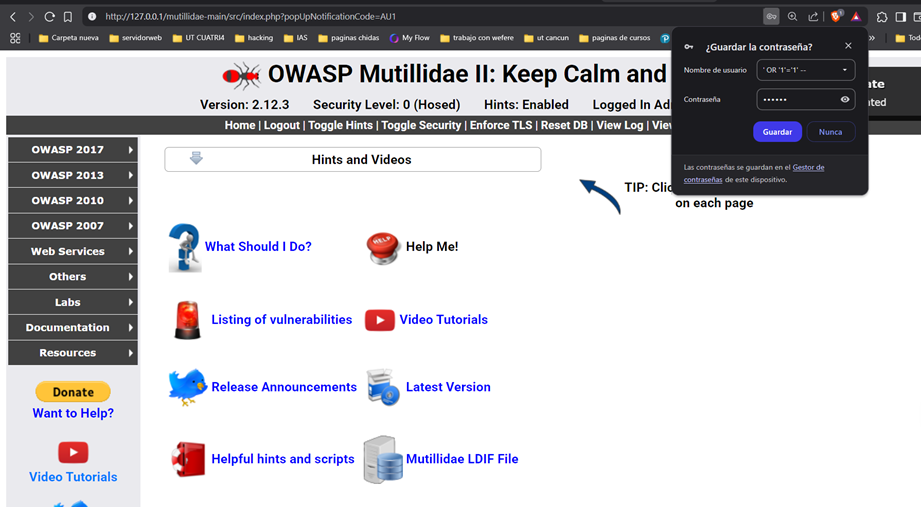 http://127.0.0.1/mutillidae-main/src/index.php?popUpNotificationCode=AU1
Carpeta nueva servidorweb UT CUATRI4 hacking IAS paginas chidas My Flow trabajo con wefere ut cancun paginas de cursos
» Todo
¿Guardar la contraseña?
Nombre de usuario ' OR '1'='1' --
Contraseña ••••••
Guardar Nunca
Las contraseñas se guardan en el Gestor de
contraseñas de este dispositivo.
OWASP Mutillidae II: Keep Calm and
Version: 2.12.3 Security Level: 0 (Hosed) Hints: Enabled Logged In Ad
Home | Logout | Toggle Hints | Toggle Security | Enforce TLS | Reset DB | View Log | View
OWASP 2017
OWASP 2013
OWASP 2010
OWASP 2007
Web Services
Others
Labs
Documentation
Resources
Donate
Want to Help?
Video Tutorials
Hints and Videos
TIP: Clic
on each page
What Should I Do?
HELP
Help Me!
Listing of vulnerabilities
Video Tutorials
Release Announcements
Latest Version
Helpful hints and scripts
Mutillidae LDIF File